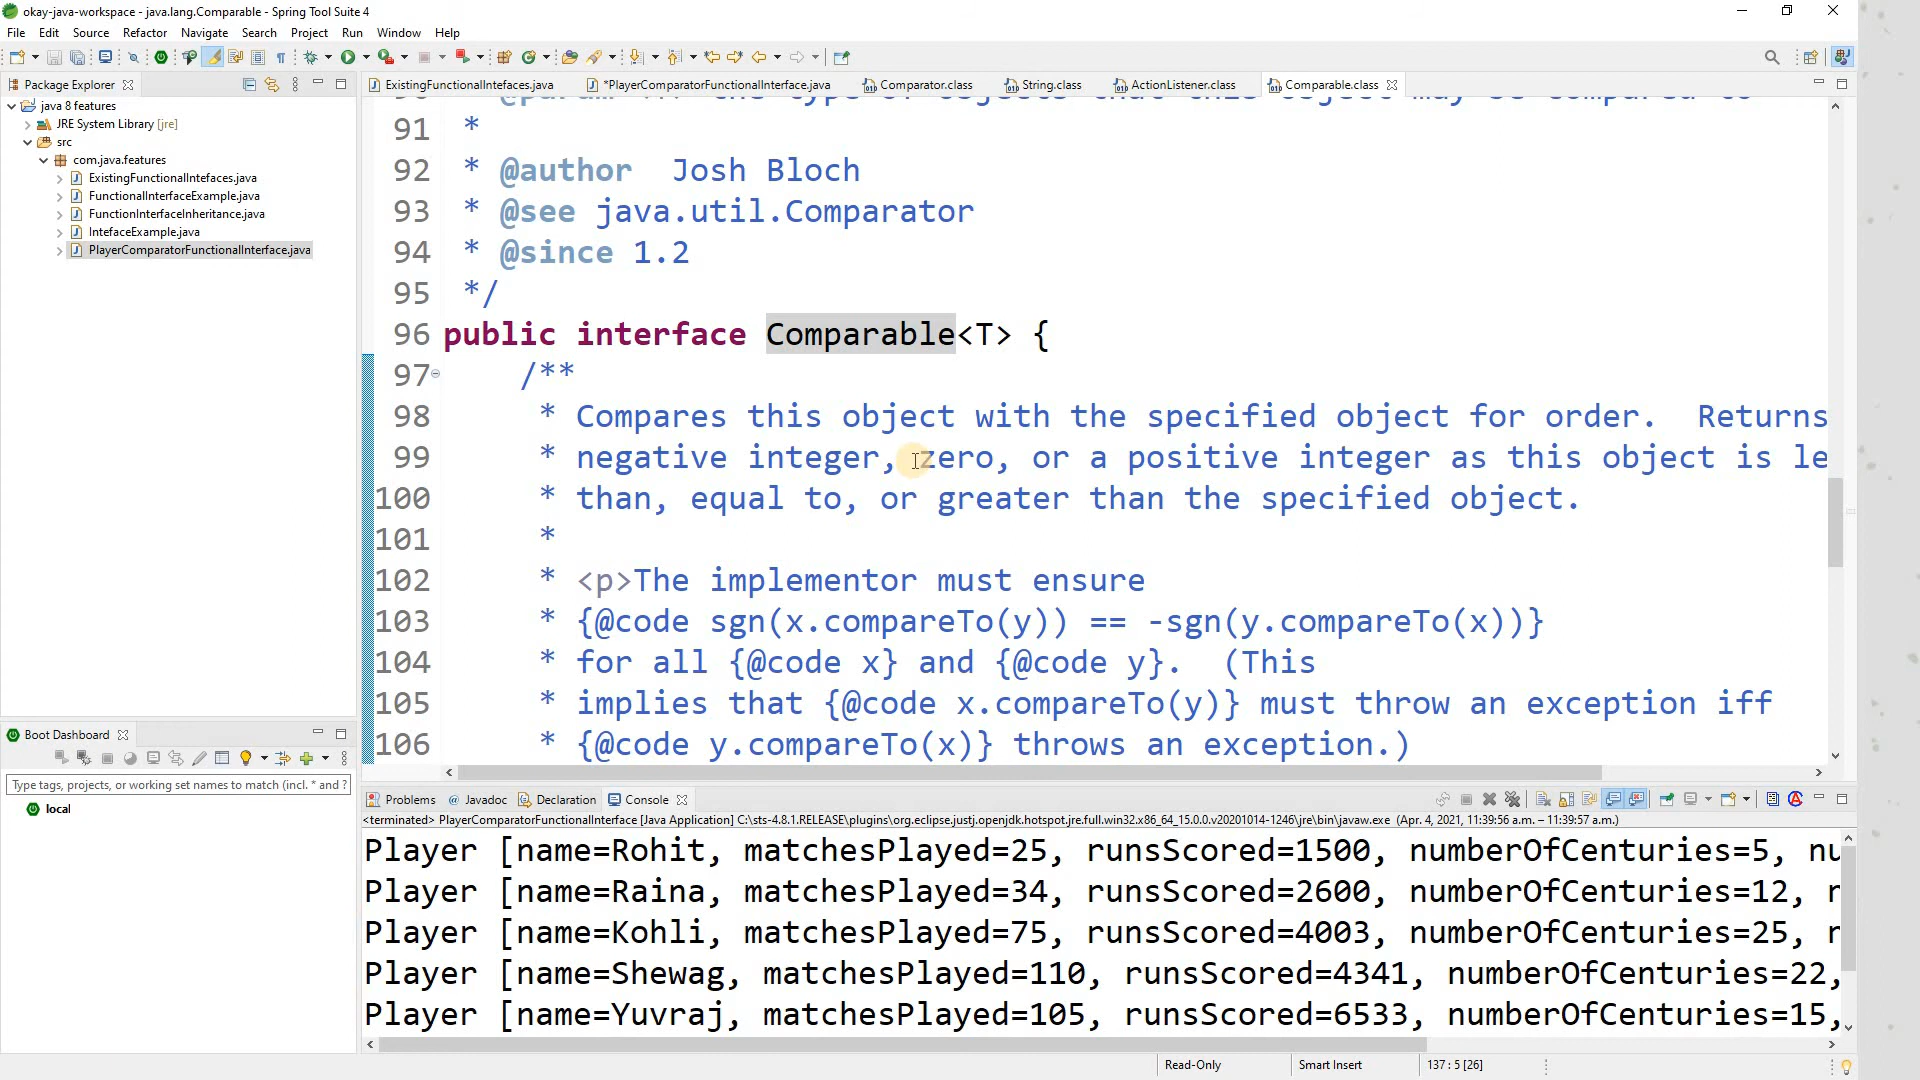 okay-java-workspace - java.lang.Comparable - Spring Tool Suite 4
File Edit Source Refactor Navigate Search Project Run Window Help
Package Explorer
ExistingFunctionalIntefaces.java
*PlayerComparatorFunctionalInterface.java
Comparator.class
String.class
ActionListener.class
Comparable.class
java 8 features
JRE System Library [jre]
src
com.java.features
ExistingFunctionalIntefaces.java
FunctionalInterfaceExample.java
FunctionInterfaceInheritance.java
IntefaceExample.java
PlayerComparatorFunctionalInterface.java
91 *
92 * @author  Josh Bloch
93 * @see java.util.Comparator
94 * @since 1.2
95 */
96 public interface Comparable<T> {
97 /**
98 * Compares this object with the specified object for order.  Returns
99 * negative integer, zero, or a positive integer as this object is le
100 * than, equal to, or greater than the specified object.
101 *
102 * <p>The implementor must ensure
103 * {@code sgn(x.compareTo(y)) == -sgn(y.compareTo(x))}
104 * for all {@code x} and {@code y}.  (This
105 * implies that {@code x.compareTo(y)} must throw an exception iff
106 * {@code y.compareTo(x)} throws an exception.)
Boot Dashboard
Type tags, projects, or working set names to match (incl. * and ?
local
Problems @ Javadoc Declaration Console
<terminated> PlayerComparatorFunctionalInterface [Java Application] C:\sts-4.8.1.RELEASE\plugins\org.eclipse.justj.openjdk.hotspot.jre.full.win32.x86_64_15.0.0.v20201014-1246\jre\bin\javaw.exe (Apr. 4, 2021, 11:39:56 a.m. – 11:39:57 a.m.)
Player [name=Rohit, matchesPlayed=25, runsScored=1500, numberOfCenturies=5, nu
Player [name=Raina, matchesPlayed=34, runsScored=2600, numberOfCenturies=12, r
Player [name=Kohli, matchesPlayed=75, runsScored=4003, numberOfCenturies=25, r
Player [name=Shewag, matchesPlayed=110, runsScored=4341, numberOfCenturies=22,
Player [name=Yuvraj, matchesPlayed=105, runsScored=6533, numberOfCenturies=15,
Read-Only
Smart Insert
137 : 5 [26]